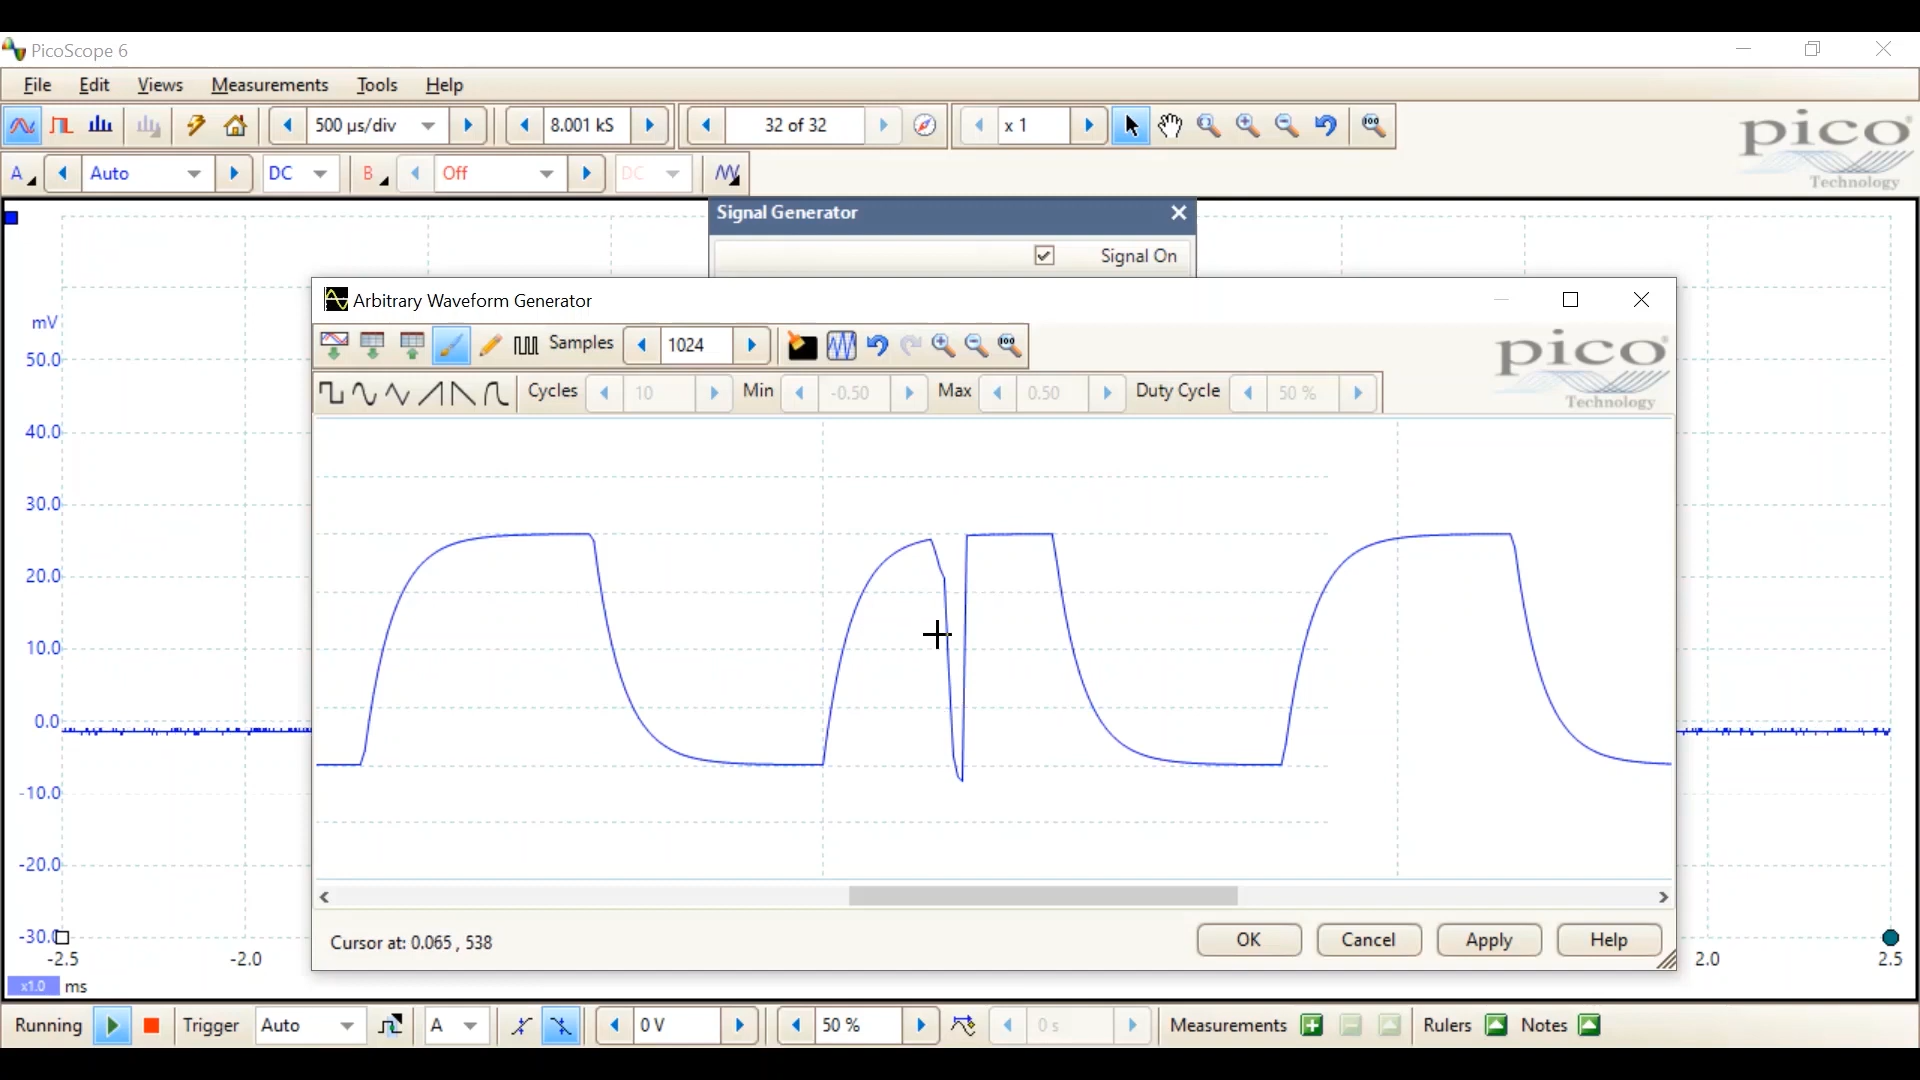 PicoScope 6
File Edit Views Measurements Tools Help
500 µs/div 8.001 kS 32 of 32 x 1
pico
Technology
A Auto DC B Off DC
Signal Generator
Signal On
Arbitrary Waveform Generator
Samples 1024
pico
Technology
Cycles 10 Min -0.50 Max 0.50 Duty Cycle 50 %
mV
50.0
40.0
30.0
20.0
10.0
0.0
-10.0
-20.0
-30.0
Cursor at: 0.065 , 538
OK Cancel Apply Help
-2.5 -2.0 2.0 2.5
x1.0 ms
Running Trigger Auto A 0 V 50 % 0 s Measurements Rulers Notes